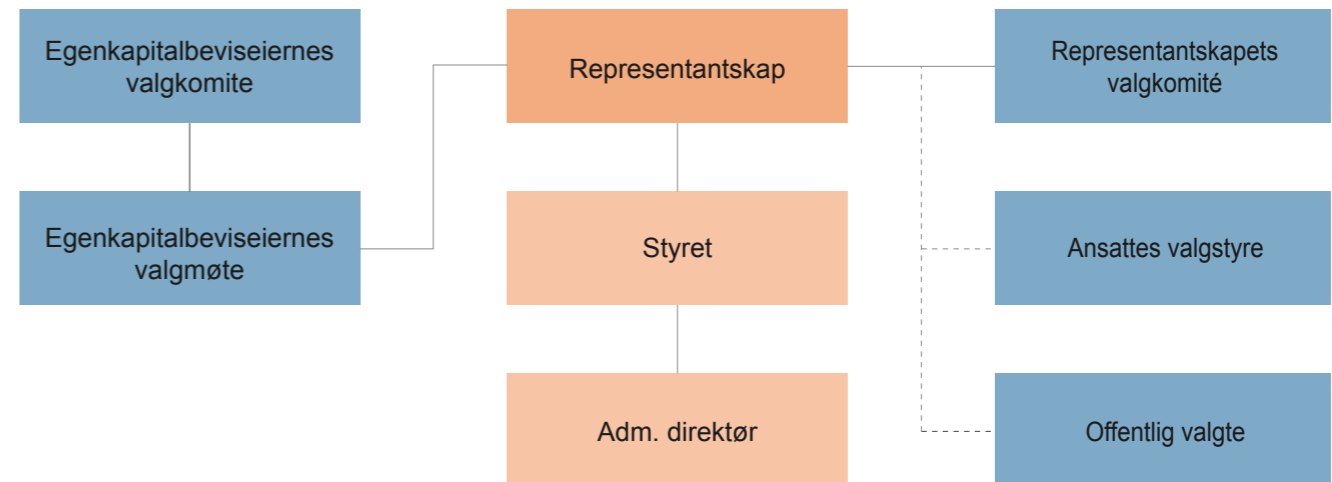 Egenkapitalbeviseiernes
valgkomite
Representantskap
Representantskapets
valgkomité
Egenkapitalbeviseiernes
valgmøte
Styret
Ansattes valgstyre
Adm. direktør
Offentlig valgte